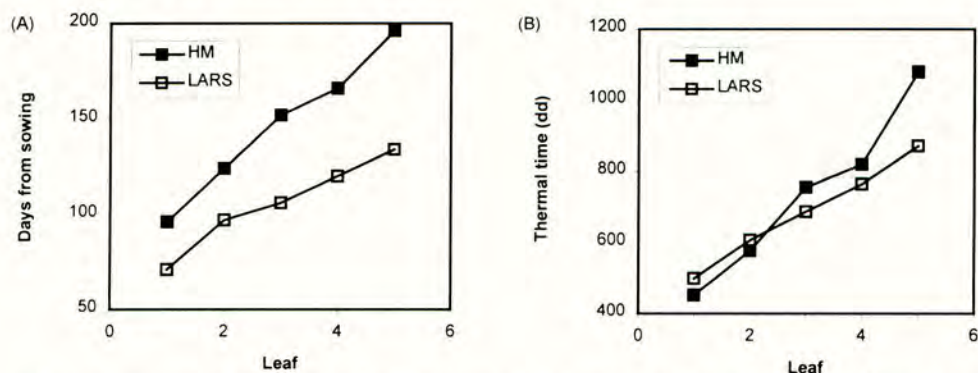 (A)
200
150
100
50
Days from sowing
HM
LARS
0 2 4 6
Leaf
(B)
1200
1000
800
600
400
Thermal time (dd)
HM
LARS
0 2 4 6
Leaf